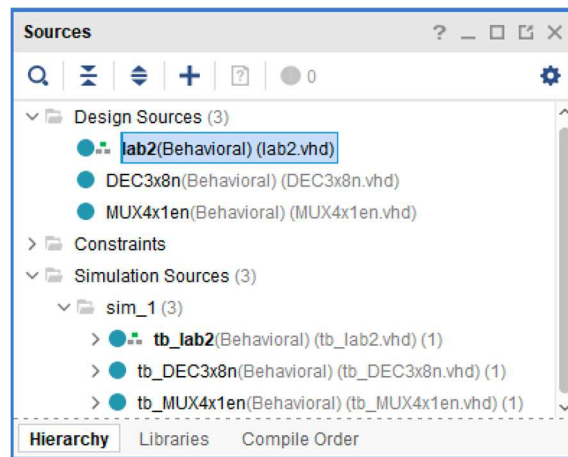 Sources
0
Design Sources (3)
lab2(Behavioral) (lab2.vhd)
DEC3x8n(Behavioral) (DEC3x8n.vhd)
MUX4x1en(Behavioral) (MUX4x1en.vhd)
Constraints
Simulation Sources (3)
sim_1 (3)
tb_lab2(Behavioral) (tb_lab2.vhd) (1)
tb_DEC3x8n(Behavioral) (tb_DEC3x8n.vhd) (1)
tb_MUX4x1en(Behavioral) (tb_MUX4x1en.vhd) (1)
Hierarchy Libraries Compile Order